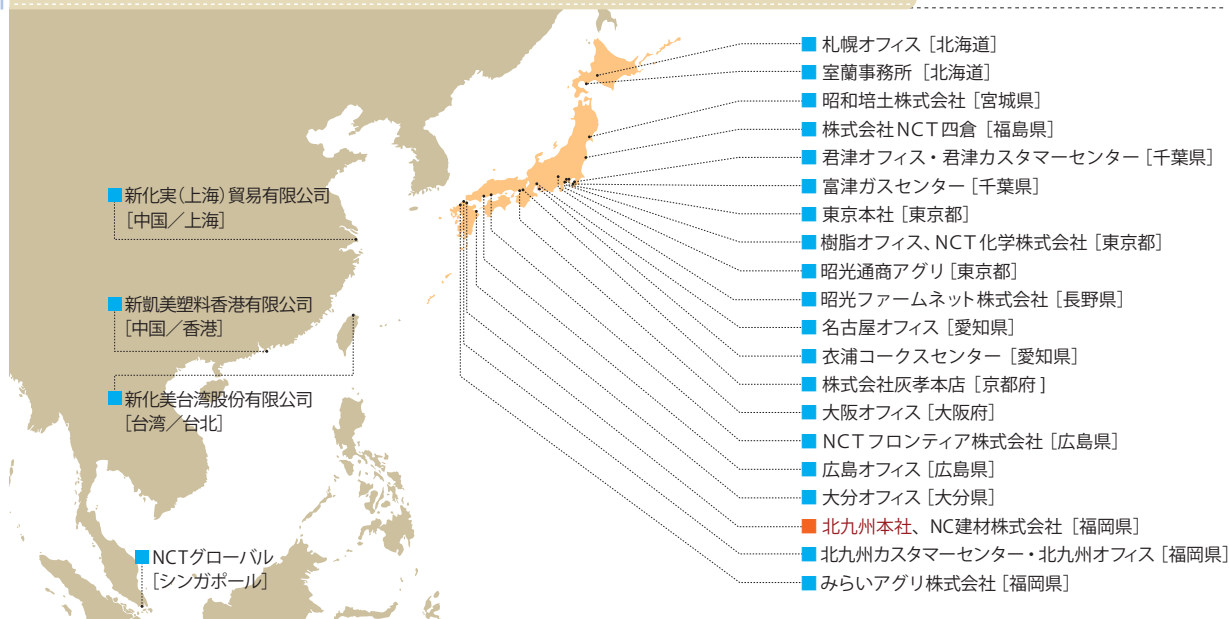 札幌オフィス［北海道］
室蘭事務所［北海道］
昭和培土株式会社［宮城県］
株式会社NCT四倉［福島県］
君津オフィス・君津カスタマーセンター［千葉県］
富津ガスセンター［千葉県］
東京本社［東京都］
樹脂オフィス、NCT化学株式会社［東京都］
昭光通商アグリ［東京都］
昭光ファームネット株式会社［長野県］
名古屋オフィス［愛知県］
衣浦コークスセンター［愛知県］
株式会社灰孝本店［京都府］
大阪オフィス［大阪府］
NCTフロンティア株式会社［広島県］
広島オフィス［広島県］
大分オフィス［大分県］
北九州本社、NC建材株式会社［福岡県］
北九州カスタマーセンター・北九州オフィス［福岡県］
みらいアグリ株式会社［福岡県］
新化実（上海）貿易有限公司
［中国／上海］
新凱美塑料香港有限公司
［中国／香港］
新化美台湾股份有限公司
［台湾／台北］
NCTグローバル
［シンガポール］